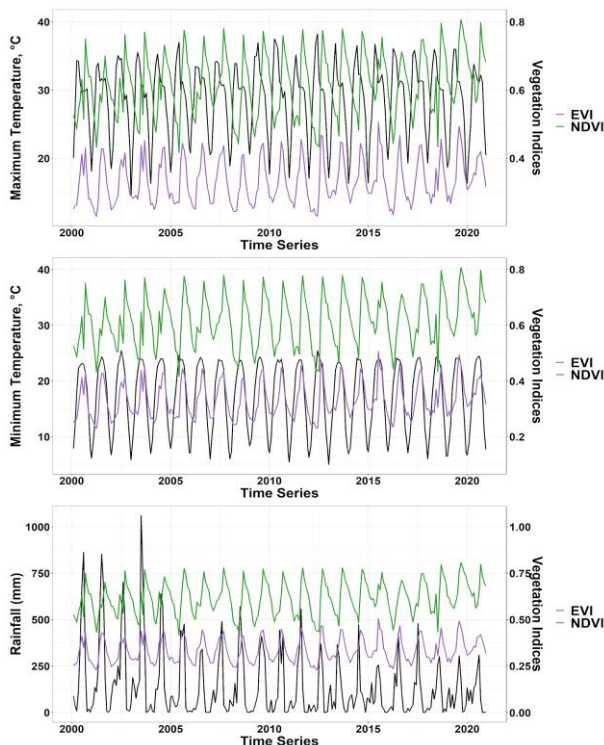 Maximum Temperature, °C
40
30
20
0.8
0.6
0.4
Vegetation Indices
EVI
NDVI
2000 2005 2010 2015 2020
Time Series
Minimum Temperature, °C
40
30
20
10
0.8
0.6
0.4
0.2
Vegetation Indices
EVI
NDVI
2000 2005 2010 2015 2020
Time Series
Rainfall (mm)
1000
750
500
250
0
1.00
0.75
0.50
0.25
0.00
Vegetation Indices
EVI
NDVI
2000 2005 2010 2015 2020
Time Series